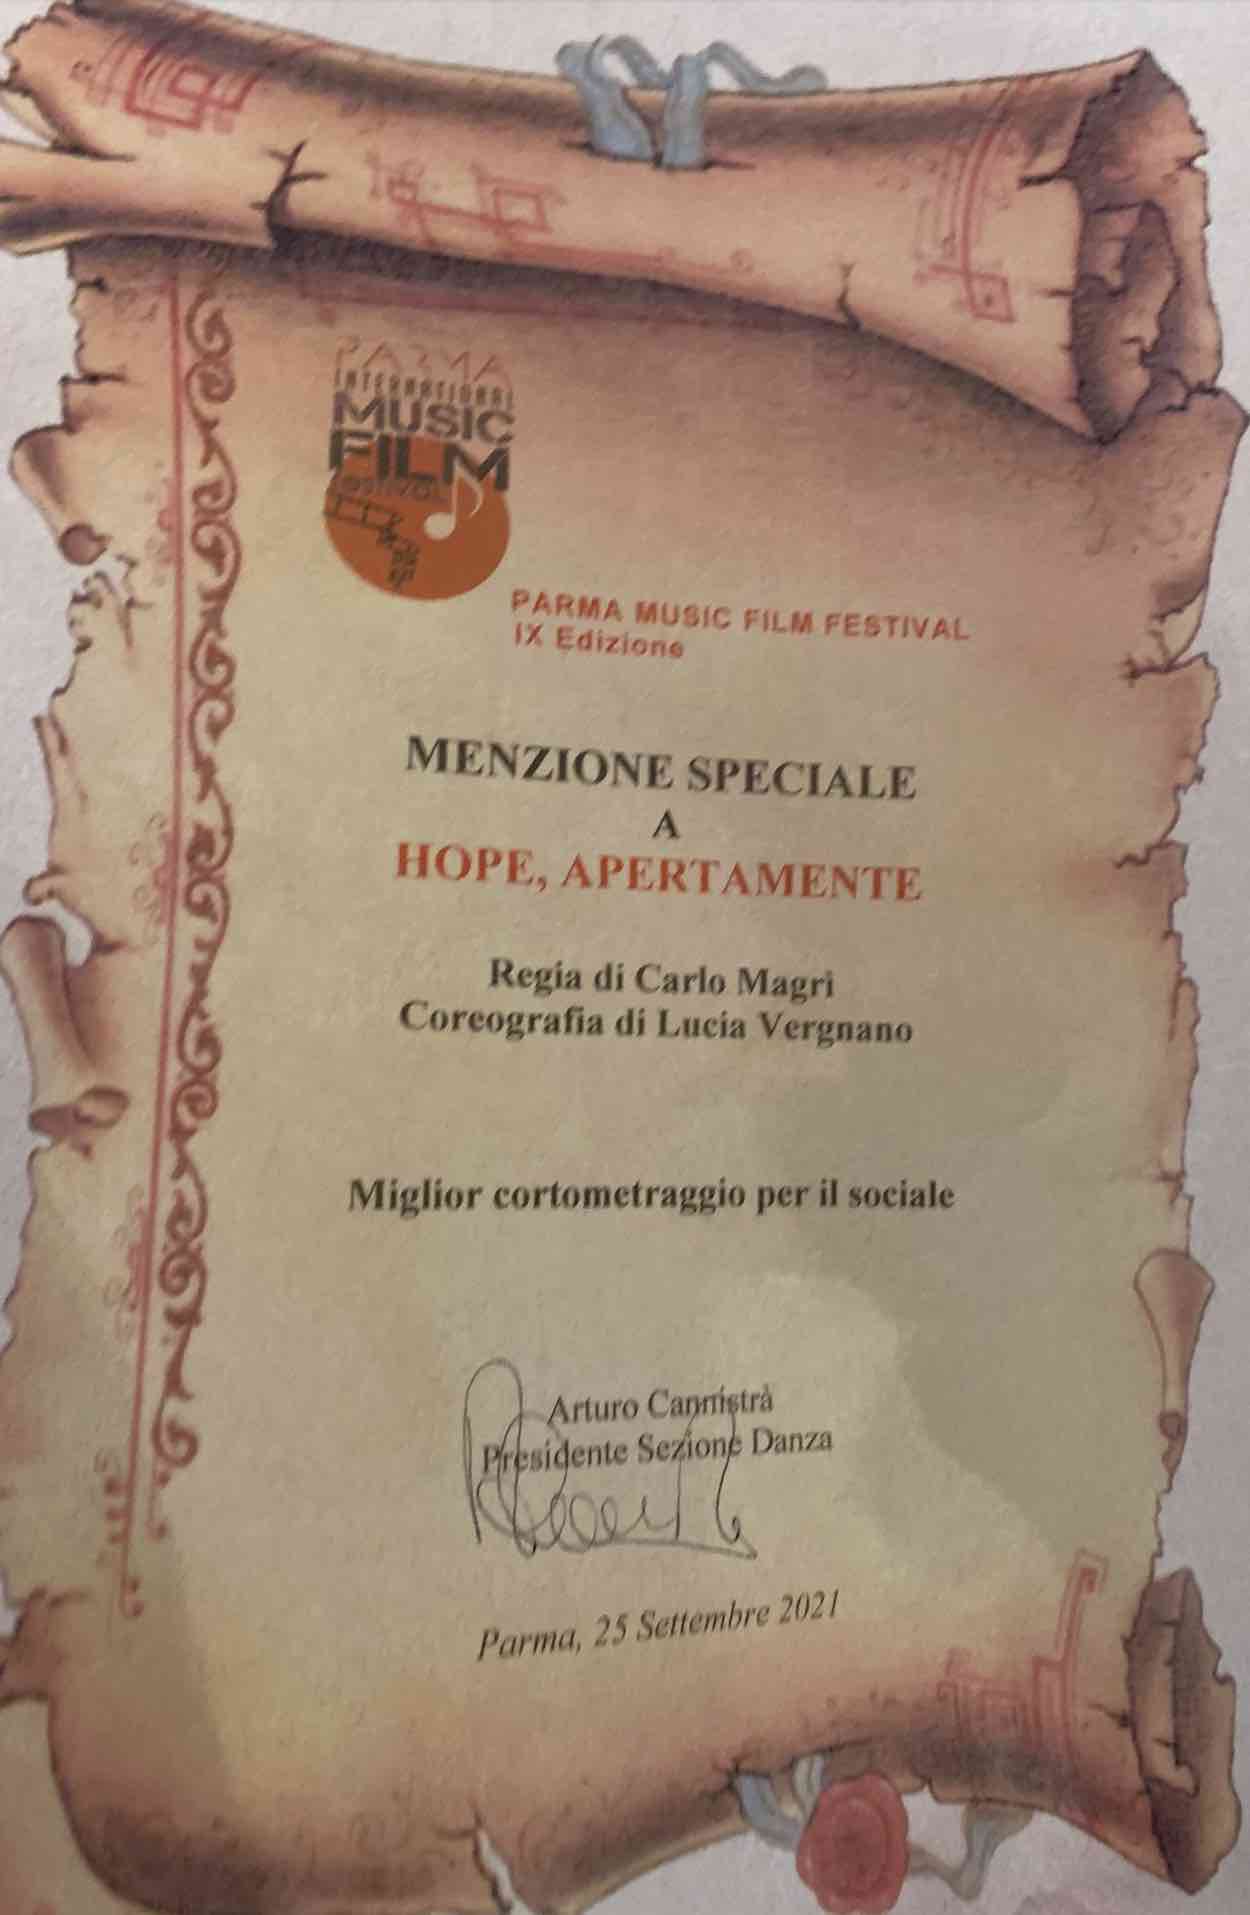 PARMA
INTERNATIONAL
MUSIC
FILM
FESTIVAL
PARMA MUSIC FILM FESTIVAL
IX Edizione
MENZIONE SPECIALE
A
HOPE, APERTAMENTE
Regia di Carlo Magrì
Coreografia di Lucia Vergnano
Miglior cortometraggio per il sociale
Arturo Cannistrà
Presidente Sezione Danza
Parma, 25 Settembre 2021